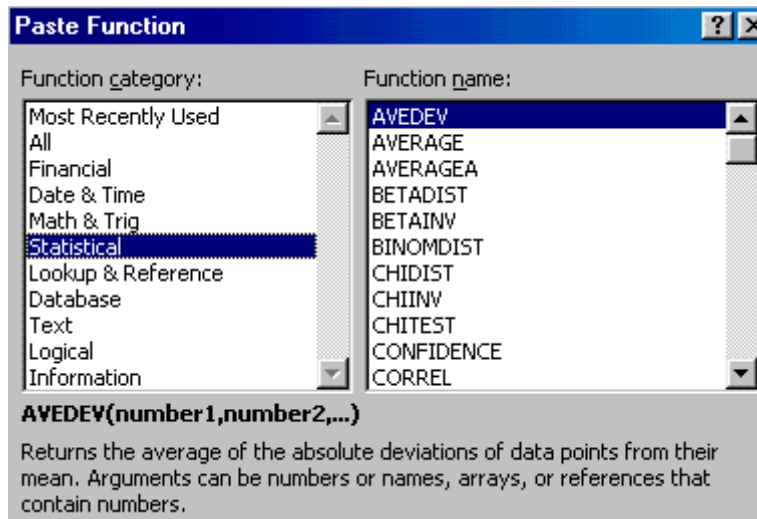 Paste Function
Function category:
Most Recently Used
All
Financial
Date & Time
Math & Trig
Statistical
Lookup & Reference
Database
Text
Logical
Information
Function name:
AVEDEV
AVERAGE
AVERAGEA
BETADIST
BETAINV
BINOMDIST
CHIDIST
CHIINV
CHITEST
CONFIDENCE
CORREL
AVEDEV(number1,number2,...)
Returns the average of the absolute deviations of data points from their
mean. Arguments can be numbers or names, arrays, or references that
contain numbers.